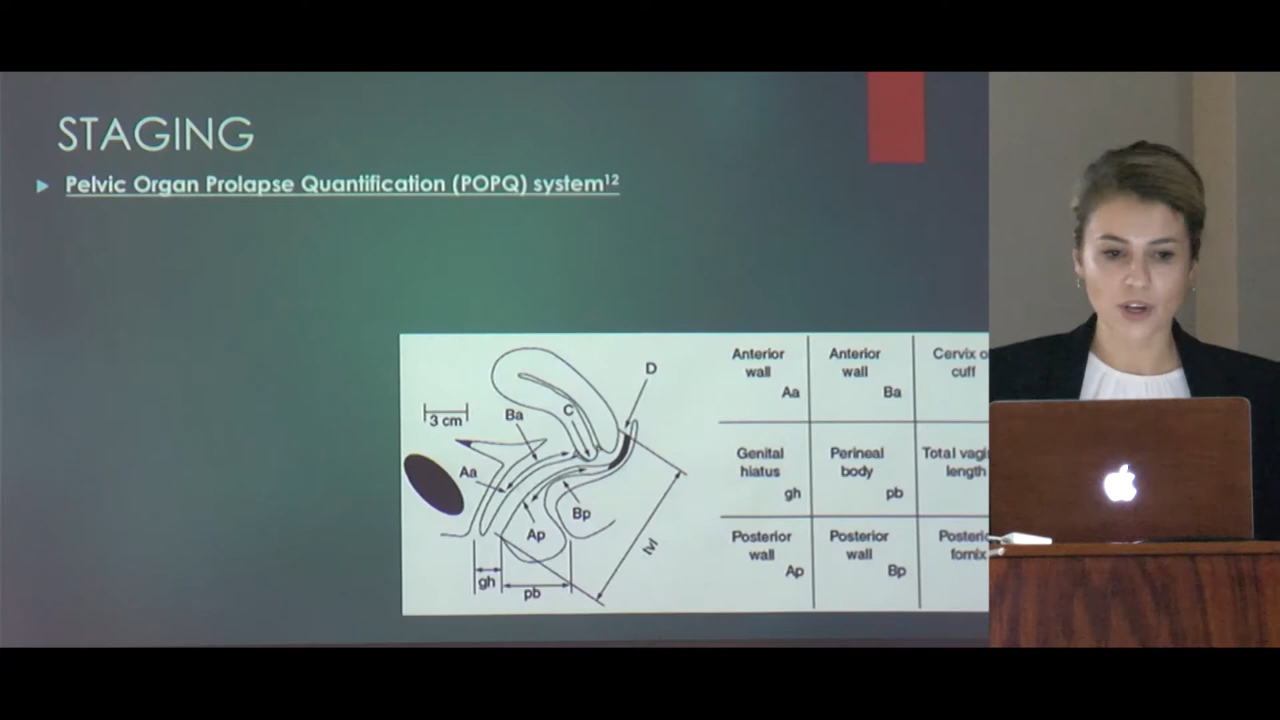 STAGING
Pelvic Organ Prolapse Quantification (POPQ) system¹²
D
C
Ba
3 cm
Aa
Bp
Ap
tvl
gh
pb
Anterior
wall
Aa
Anterior
wall
Ba
Cervix o
cuff
Genital
hiatus
gh
Perineal
body
pb
Total vagi
length
Posterior
wall
Ap
Posterior
wall
Bp
Posterio
fornix